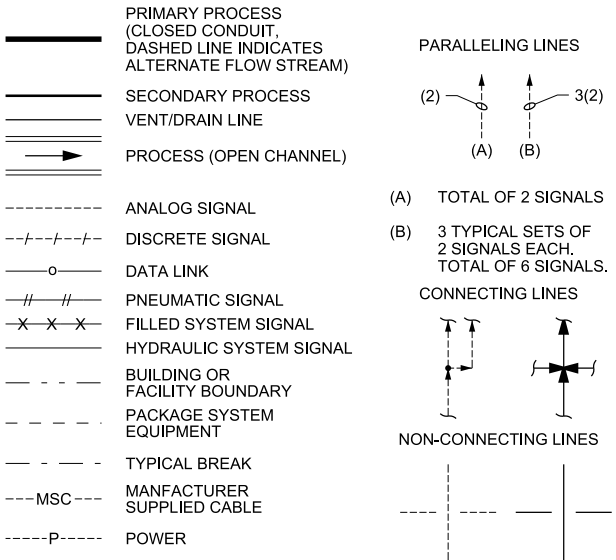 PRIMARY PROCESS
(CLOSED CONDUIT,
DASHED LINE INDICATES
ALTERNATE FLOW STREAM)
SECONDARY PROCESS
VENT/DRAIN LINE
PROCESS (OPEN CHANNEL)
ANALOG SIGNAL
DISCRETE SIGNAL
o
DATA LINK
PNEUMATIC SIGNAL
X X X
FILLED SYSTEM SIGNAL
HYDRAULIC SYSTEM SIGNAL
BUILDING OR
FACILITY BOUNDARY
PACKAGE SYSTEM
EQUIPMENT
TYPICAL BREAK
MSC
MANFACTURER
SUPPLIED CABLE
P
POWER
PARALLELING LINES
(2) 3(2)
(A) (B)
(A) TOTAL OF 2 SIGNALS
(B) 3 TYPICAL SETS OF
2 SIGNALS EACH.
TOTAL OF 6 SIGNALS.
CONNECTING LINES
NON-CONNECTING LINES